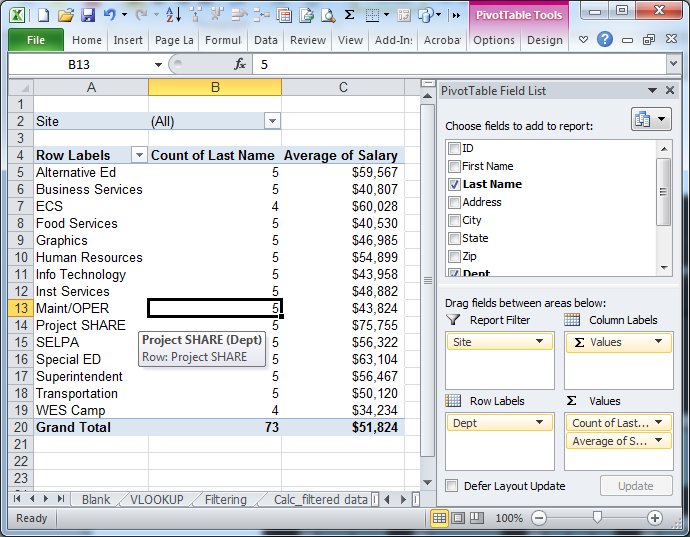 PivotTable Tools
File Home Insert Page La Formul Data Review View Add-In: Acrobat Options Design
B13 fx 5
A B C
1
2 Site (All)
3
4 Row Labels Count of Last Name Average of Salary
5 Alternative Ed 5 $59,567
6 Business Services 5 $40,807
7 ECS 4 $60,028
8 Food Services 5 $40,530
9 Graphics 5 $46,985
10 Human Resources 5 $54,899
11 Info Technology 5 $43,958
12 Inst Services 5 $48,882
13 Maint/OPER 5 $43,824
14 Project SHARE 5 $75,755
15 SELPA 5 $56,322
16 Special ED 5 $63,104
17 Superintendent 5 $56,467
18 Transportation 5 $50,120
19 WES Camp 4 $34,234
20 Grand Total 73 $51,824
21
22
23
Project SHARE (Dept)
Row: Project SHARE
Blank VLOOKUP Filtering Calc_filtered data
PivotTable Field List
Choose fields to add to report:
ID
First Name
Last Name
Address
City
State
Zip
Dept
Drag fields between areas below:
Report Filter Column Labels
Site Σ Values
Row Labels Σ Values
Dept Count of Last...
Average of S...
Defer Layout Update Update
Ready 100%